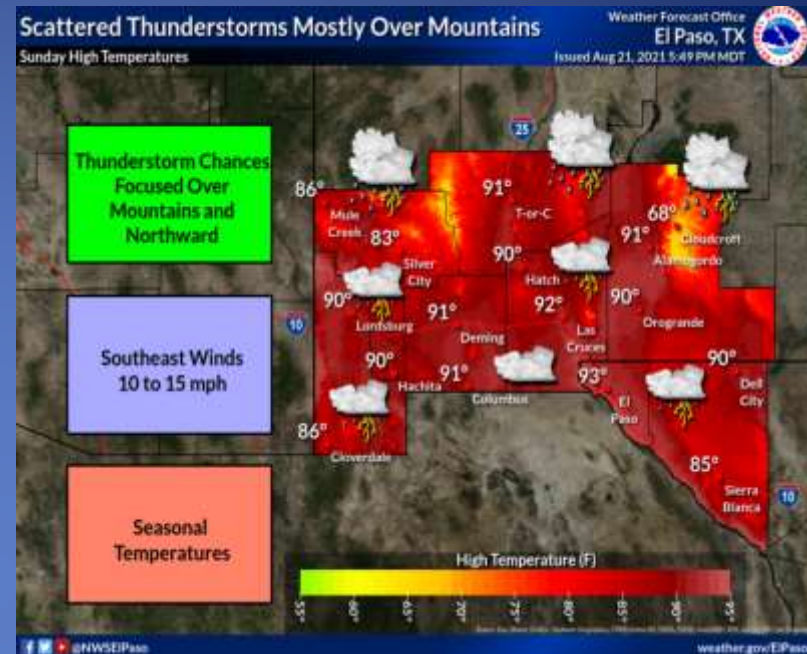 Scattered Thunderstorms Mostly Over Mountains
Sunday High Temperatures
Weather Forecast Office
El Paso, TX
Issued Aug 21, 2021 5:49 PM MDT
Thunderstorm Chances
Focused Over
Mountains and
Northward
Southeast Winds
10 to 15 mph
Seasonal
Temperatures
25
86°
Mule
Creek
83°
Silver
City
91°
T-or-C
68°
Cloudcroft
91°
Alamogordo
90°
Hatch
90°
Lordsburg
10
91°
Deming
92°
Las
Cruces
90°
Orogrande
90°
Hachita
91°
Columbus
93°
El
Paso
90°
Dell
City
86°
Cloverdale
85°
Sierra
Blanca
10
High Temperature (F)
55° 60° 65° 70° 75° 80° 85° 90° 95°
@NWSElPaso
weather.gov/ElPaso